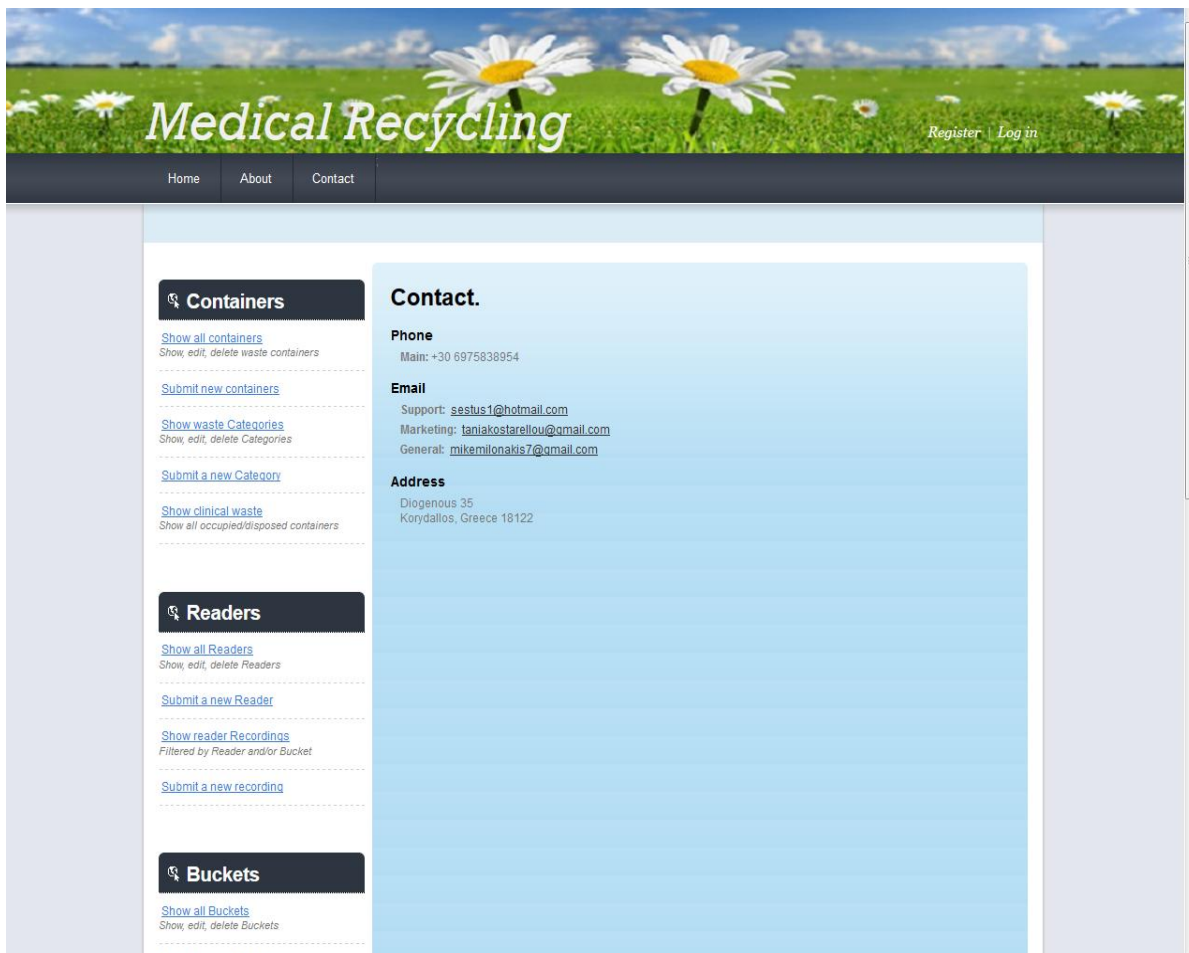 Medical Recycling
Register | Log in
Home About Contact
Containers
Show all containers
Show, edit, delete waste containers
Submit new containers
Show waste Categories
Show, edit, delete Categories
Submit a new Category
Show clinical waste
Show all occupied/disposed containers
Readers
Show all Readers
Show, edit, delete Readers
Submit a new Reader
Show reader Recordings
Filtered by Reader and/or Bucket
Submit a new recording
Buckets
Show all Buckets
Show, edit, delete Buckets
Contact.
Phone
Main: +30 6975838954
Email
Support: sestus1@hotmail.com
Marketing: taniakostarellou@gmail.com
General: mikemilonakis7@gmail.com
Address
Diogenous 35
Korydallos, Greece 18122